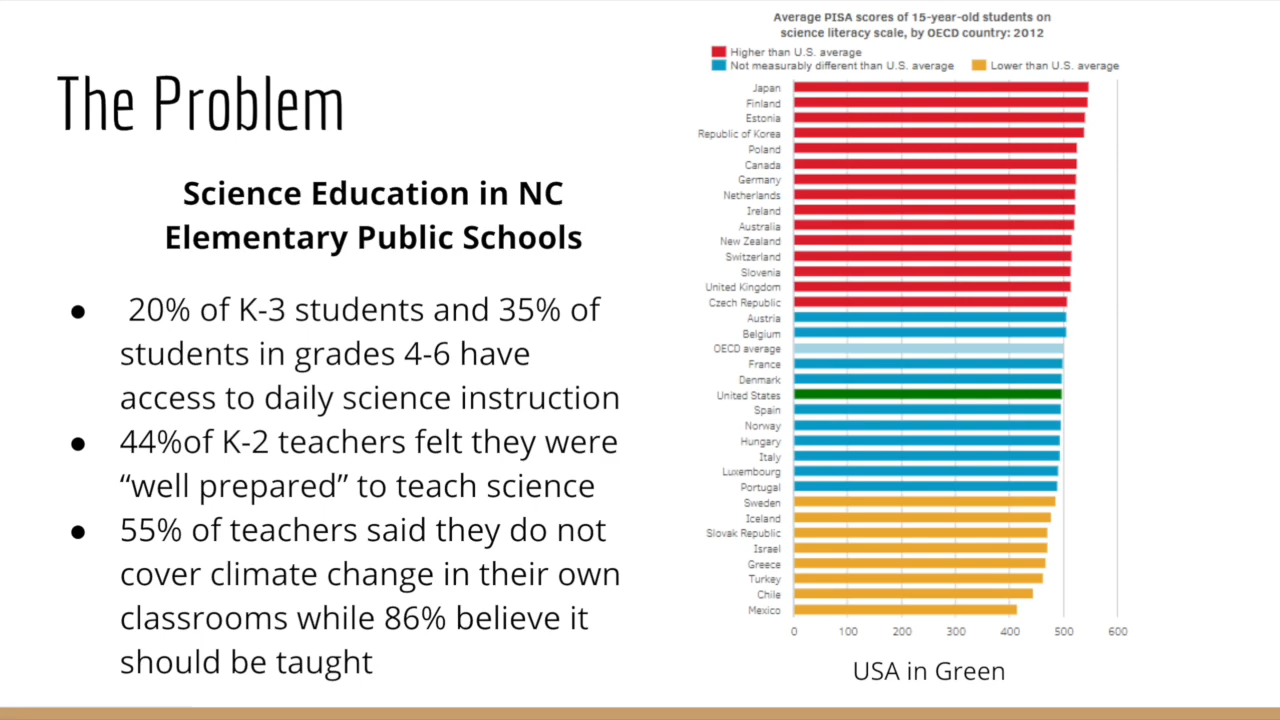 The Problem
Science Education in NC
Elementary Public Schools
● 20% of K-3 students and 35% of
students in grades 4-6 have
access to daily science instruction
● 44%of K-2 teachers felt they were
“well prepared” to teach science
● 55% of teachers said they do not
cover climate change in their own
classrooms while 86% believe it
should be taught
Average PISA scores of 15-year-old students on
science literacy scale, by OECD country: 2012
Higher than U.S. average
Not measurably different than U.S. average Lower than U.S. average
Japan
Finland
Estonia
Republic of Korea
Poland
Canada
Germany
Netherlands
Ireland
Australia
New Zealand
Switzerland
Slovenia
United Kingdom
Czech Republic
Austria
Belgium
OECD average
France
Denmark
United States
Spain
Norway
Hungary
Italy
Luxembourg
Portugal
Sweden
Iceland
Slovak Republic
Israel
Greece
Turkey
Chile
Mexico
0 100 200 300 400 500 600
USA in Green